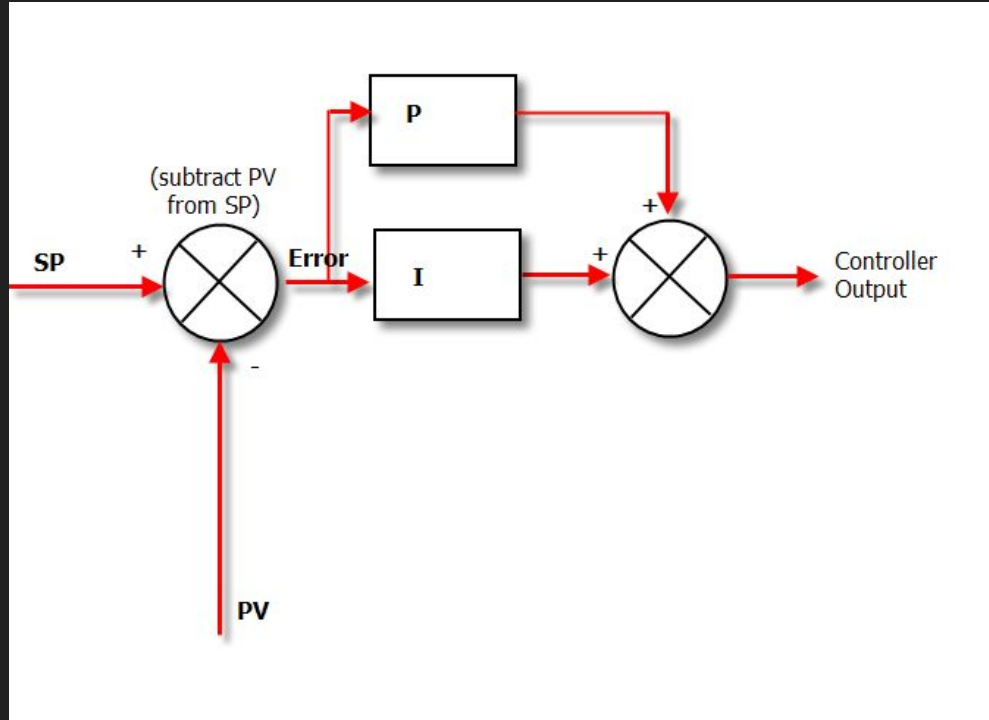 P
(subtract PV
from SP)
+
SP
+
Error
I
+
Controller
Output
-
PV